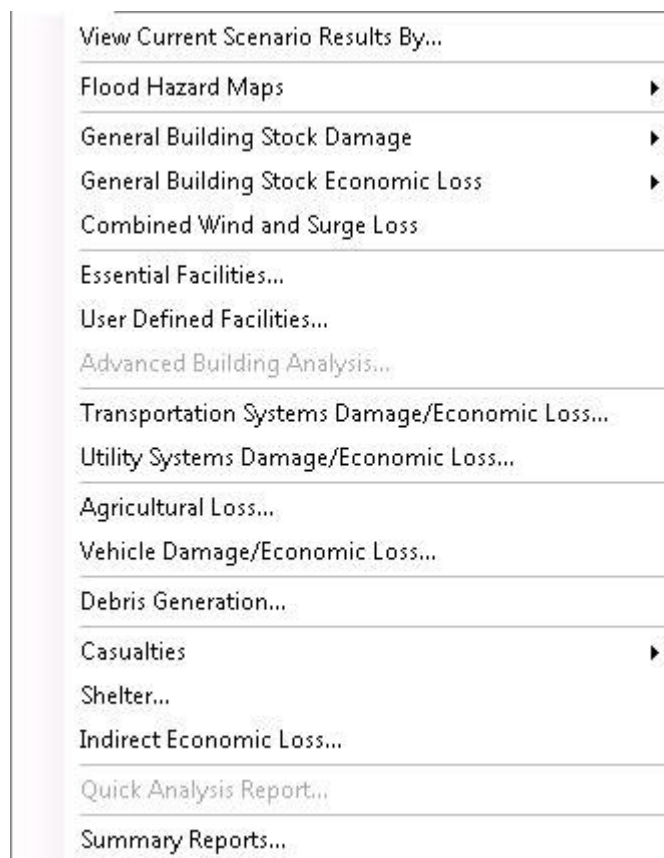 View Current Scenario Results By...
Flood Hazard Maps
General Building Stock Damage
General Building Stock Economic Loss
Combined Wind and Surge Loss
Essential Facilities...
User Defined Facilities...
Advanced Building Analysis...
Transportation Systems Damage/Economic Loss...
Utility Systems Damage/Economic Loss...
Agricultural Loss...
Vehicle Damage/Economic Loss...
Debris Generation...
Casualties
Shelter...
Indirect Economic Loss...
Quick Analysis Report...
Summary Reports...